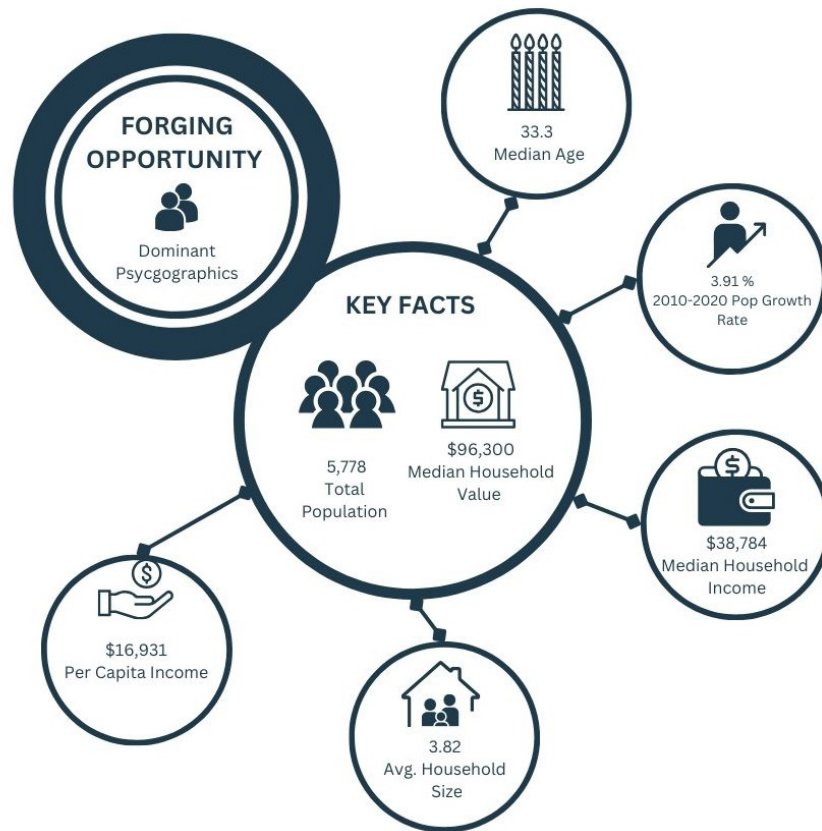 FORGING
OPPORTUNITY
Dominant
Psycgographics
33.3
Median Age
3.91 %
2010-2020 Pop Growth
Rate
KEY FACTS
5,778
Total
Population
$96,300
Median Household
Value
$38,784
Median Household
Income
$16,931
Per Capita Income
3.82
Avg. Household
Size